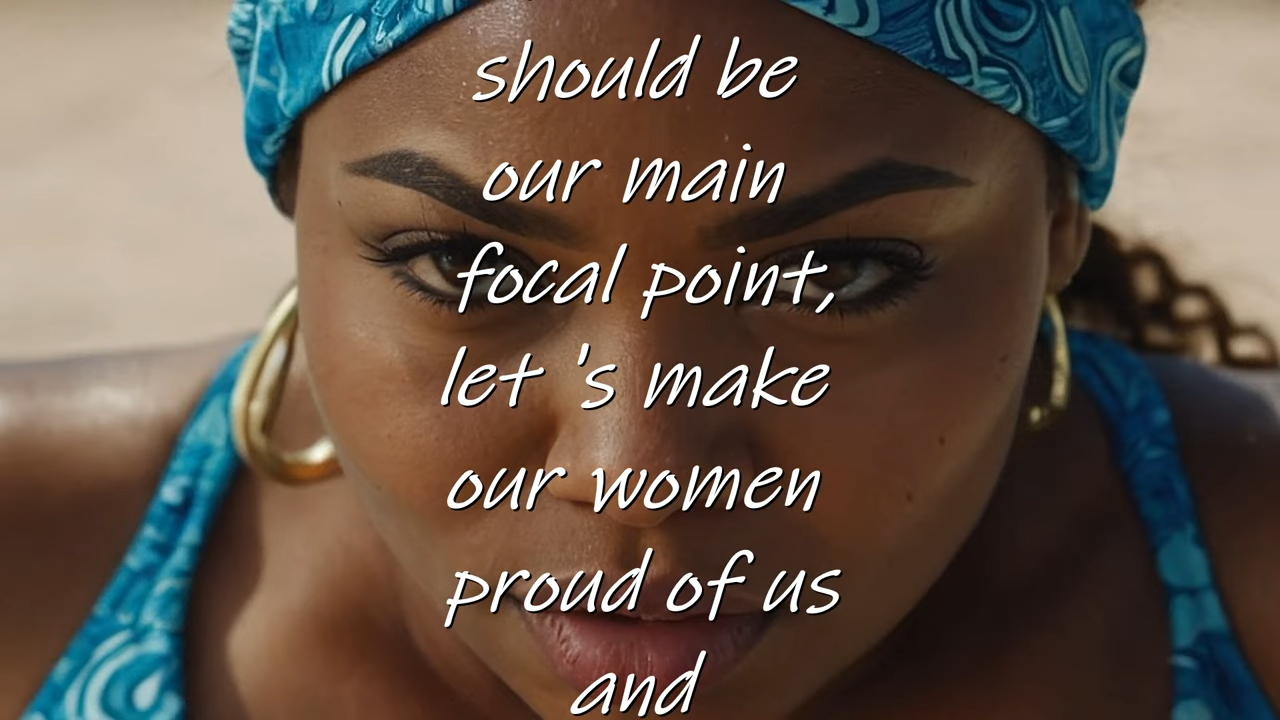 should be
our main
focal point,
let 's make
our women
proud of us
and